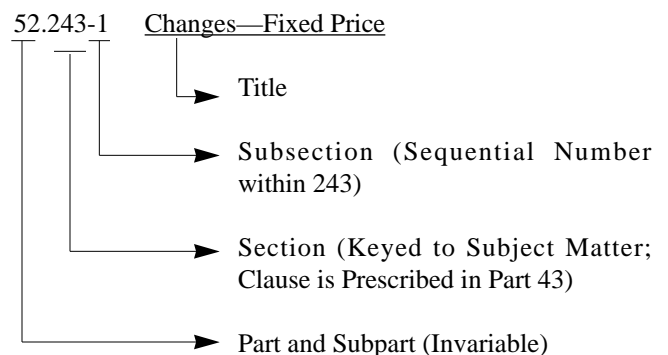 52.243-1 Changes—Fixed Price
Title
Subsection (Sequential Number
within 243)
Section (Keyed to Subject Matter;
Clause is Prescribed in Part 43)
Part and Subpart (Invariable)